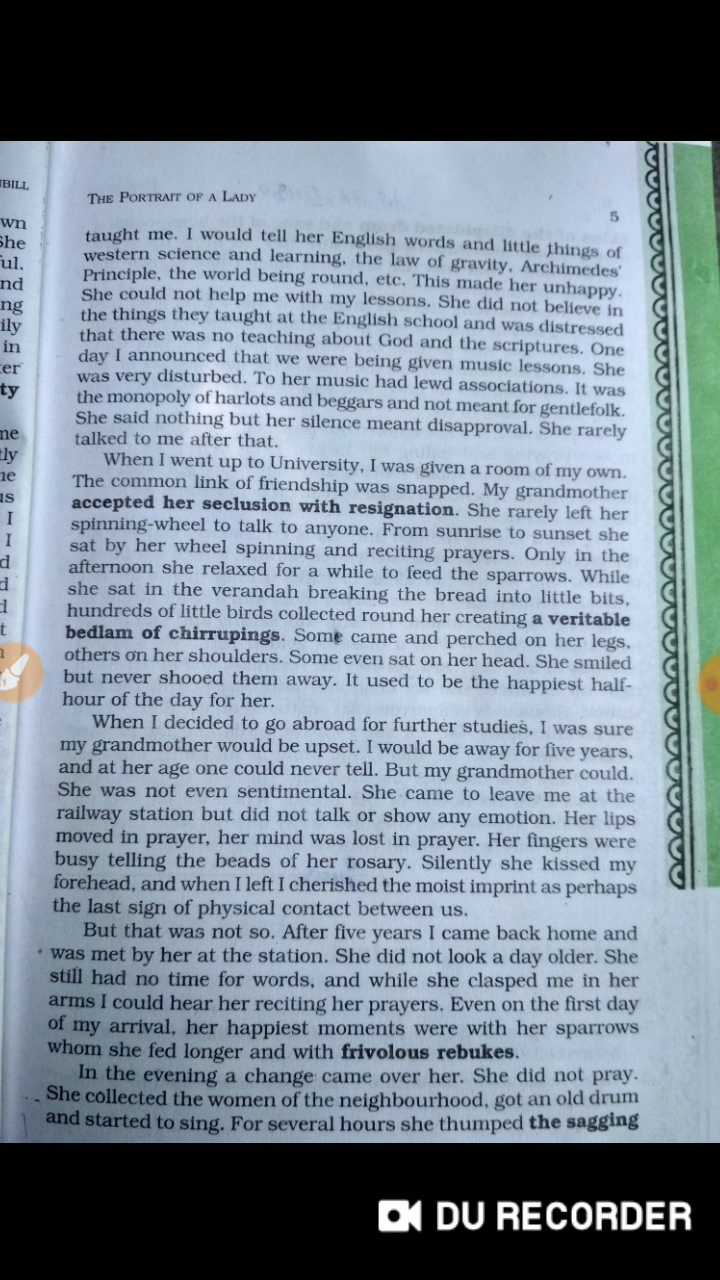 IBILL
THE PORTRAIT OF A LADY
5
wn
She
ful.
nd
ng
ily
in
ter
ty
me
tly
he
us
I
I
d
d
d
t
taught me. I would tell her English words and little things of
western science and learning, the law of gravity, Archimedes'
Principle, the world being round, etc. This made her unhappy.
She could not help me with my lessons. She did not believe in
the things they taught at the English school and was distressed
that there was no teaching about God and the scriptures. One
day I announced that we were being given music lessons. She
was very disturbed. To her music had lewd associations. It was
the monopoly of harlots and beggars and not meant for gentlefolk.
She said nothing but her silence meant disapproval. She rarely
talked to me after that.
When I went up to University, I was given a room of my own.
The common link of friendship was snapped. My grandmother
accepted her seclusion with resignation. She rarely left her
spinning-wheel to talk to anyone. From sunrise to sunset she
sat by her wheel spinning and reciting prayers. Only in the
afternoon she relaxed for a while to feed the sparrows. While
she sat in the verandah breaking the bread into little bits,
hundreds of little birds collected round her creating a veritable
bedlam of chirrupings. Some came and perched on her legs,
others on her shoulders. Some even sat on her head. She smiled
but never shooed them away. It used to be the happiest half-
hour of the day for her.
When I decided to go abroad for further studies, I was sure
my grandmother would be upset. I would be away for five years,
and at her age one could never tell. But my grandmother could.
She was not even sentimental. She came to leave me at the
railway station but did not talk or show any emotion. Her lips
moved in prayer, her mind was lost in prayer. Her fingers were
busy telling the beads of her rosary. Silently she kissed my
forehead, and when I left I cherished the moist imprint as perhaps
the last sign of physical contact between us.
But that was not so. After five years I came back home and
was met by her at the station. She did not look a day older. She
still had no time for words, and while she clasped me in her
arms I could hear her reciting her prayers. Even on the first day
of my arrival, her happiest moments were with her sparrows
whom she fed longer and with frivolous rebukes.
In the evening a change came over her. She did not pray.
She collected the women of the neighbourhood, got an old drum
and started to sing. For several hours she thumped the sagging
DU RECORDER